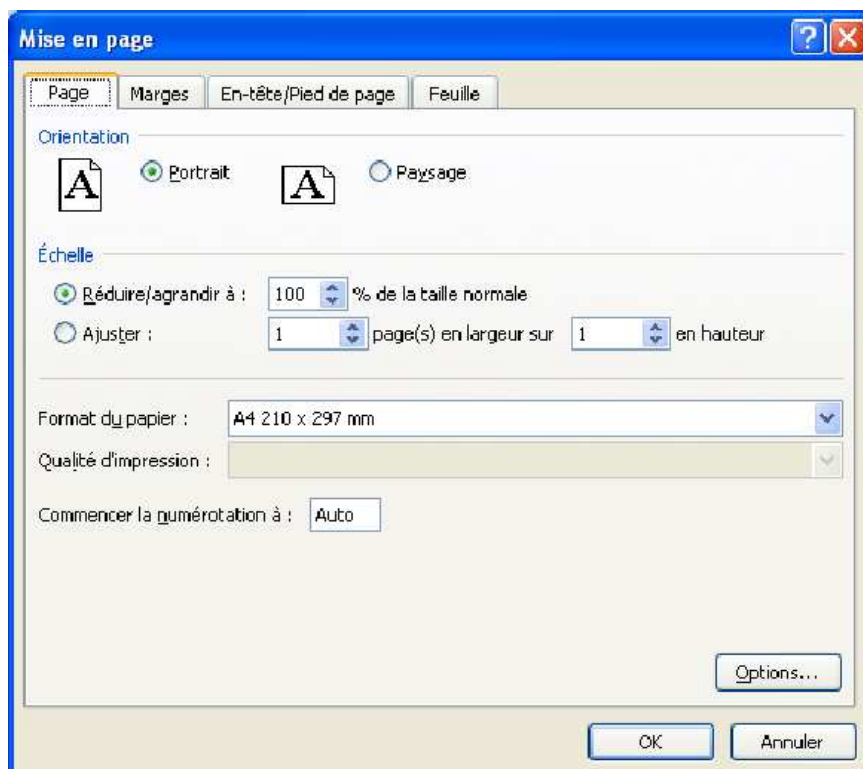 Mise en page
Page Marges En-tête/Pied de page Feuille
Orientation
A Portrait A Paysage
Échelle
Réduire/agrandir à : 100 % de la taille normale
Ajuster : 1 page(s) en largeur sur 1 en hauteur
Format du papier : A4 210 x 297 mm
Qualité d'impression :
Commencer la numérotation à : Auto
Options...
OK Annuler